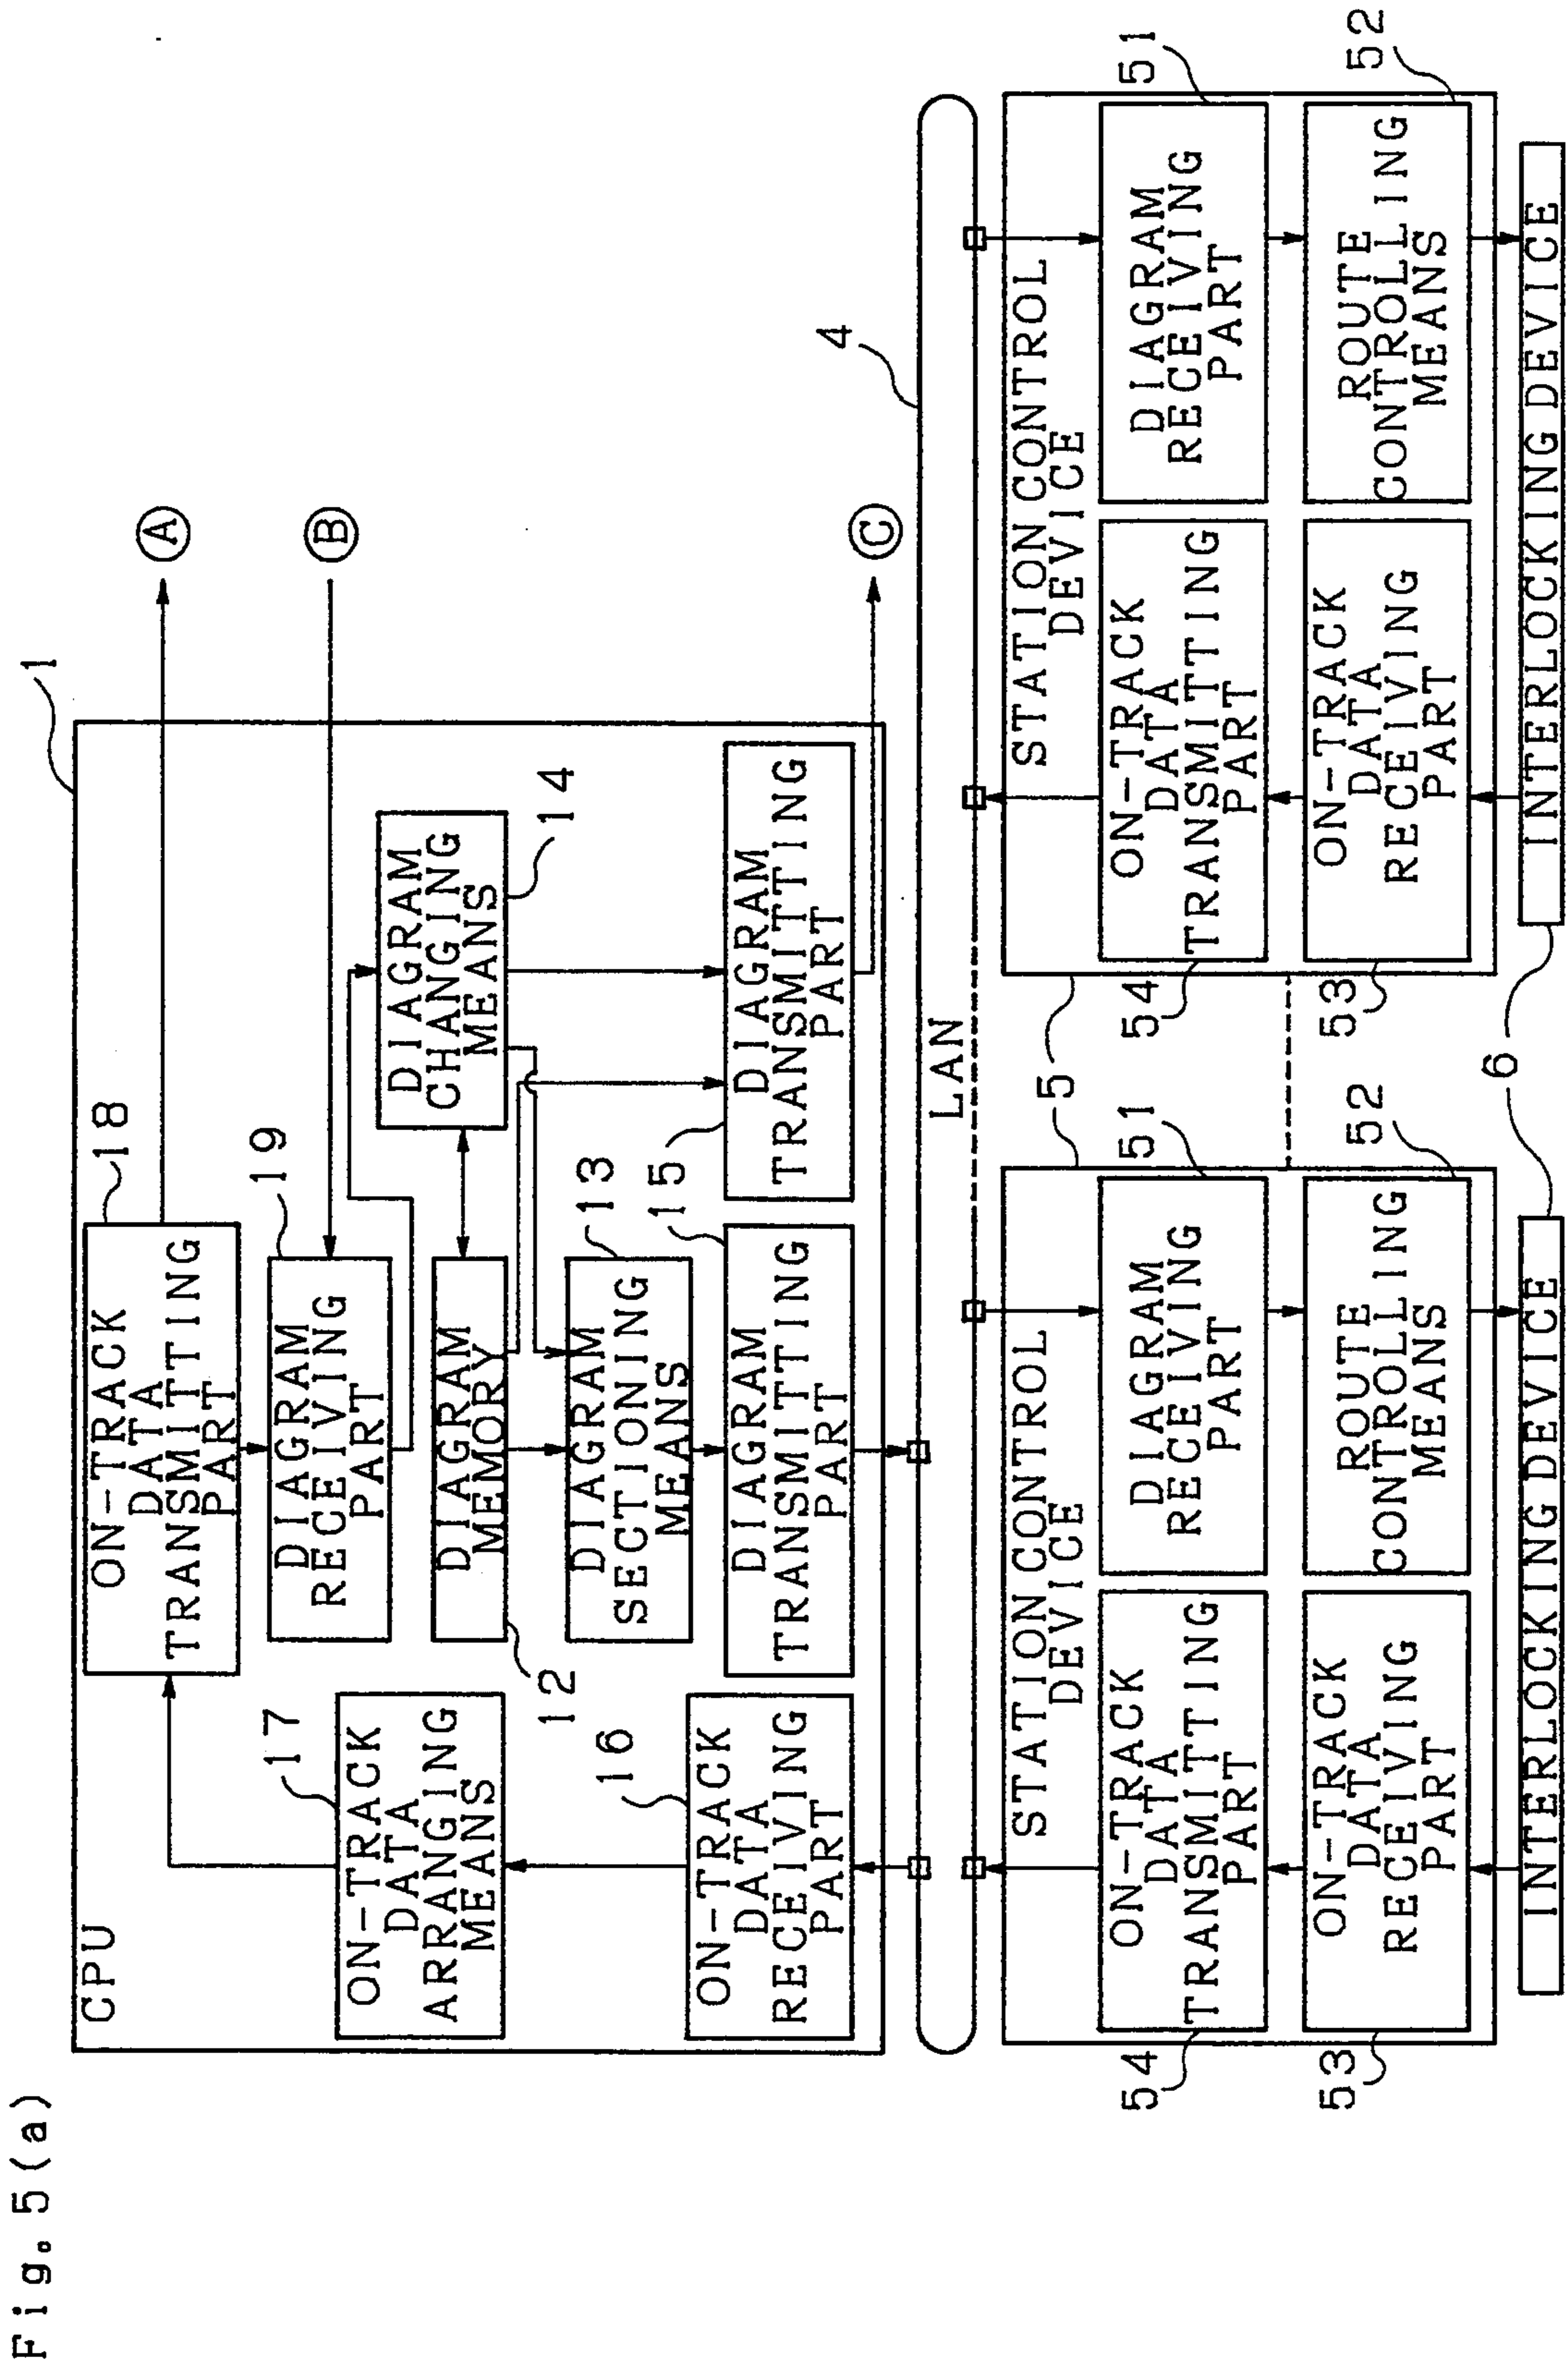 Fig. 5(a)
CPU
1
ON-TRACK
DATA
TRANSMITTING
PART
18
A
DIAGRAM
RECEIVING
PART
19
B
ON-TRACK
DATA
ARRANGING
MEANS
17
DIAGRAM
MEMORY
12
DIAGRAM
CHANGING
MEANS
14
DIAGRAM
SECTIONING
MEANS
13
ON-TRACK
DATA
RECEIVING
PART
16
DIAGRAM
TRANSMITTING
PART
15
DIAGRAM
TRANSMITTING
PART
C
LAN
4
STATION CONTROL
DEVICE
5
ON-TRACK
DATA
TRANSMITTING
PART
54
DIAGRAM
RECEIVING
PART
51
ON-TRACK
DATA
RECEIVING
PART
53
ROUTE
CONTROLLING
MEANS
52
INTERLOCKING DEVICE
6
STATION CONTROL
DEVICE
5
ON-TRACK
DATA
TRANSMITTING
PART
54
DIAGRAM
RECEIVING
PART
51
ON-TRACK
DATA
RECEIVING
PART
53
ROUTE
CONTROLLING
MEANS
52
INTERLOCKING DEVICE